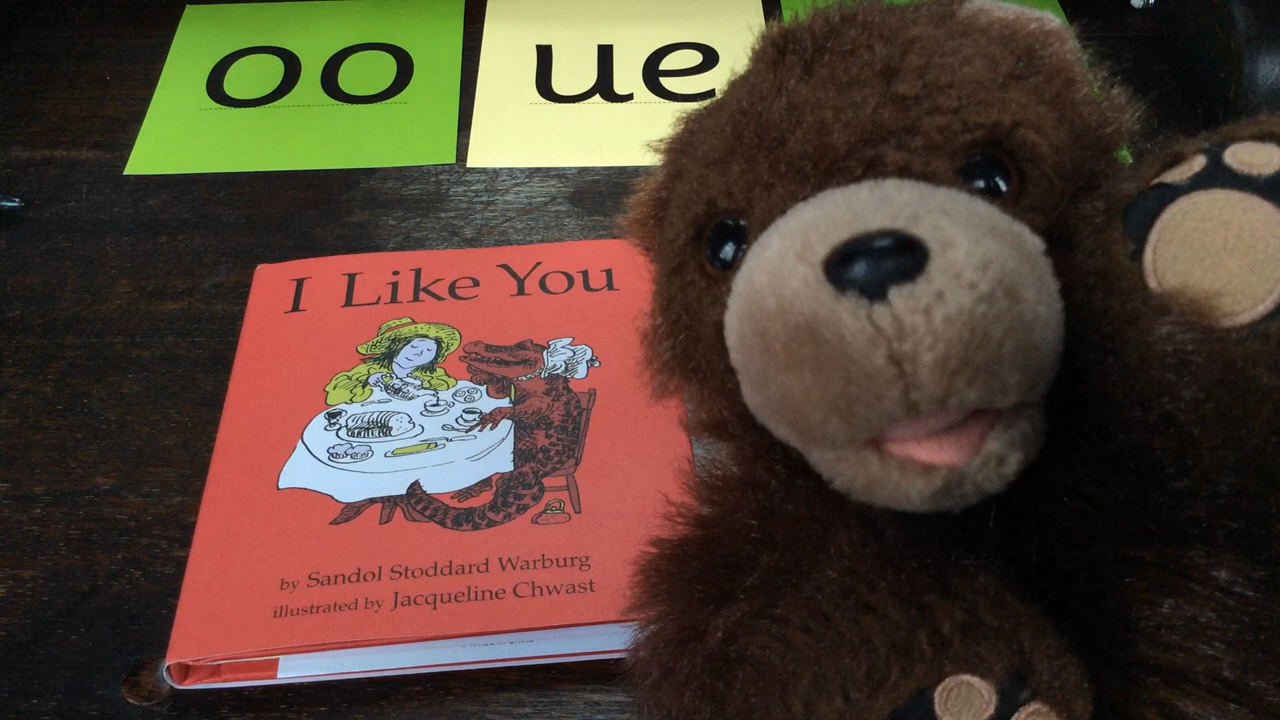 oo
ue
I Like You
by Sandol Stoddard Warburg
illustrated by Jacqueline Chwast